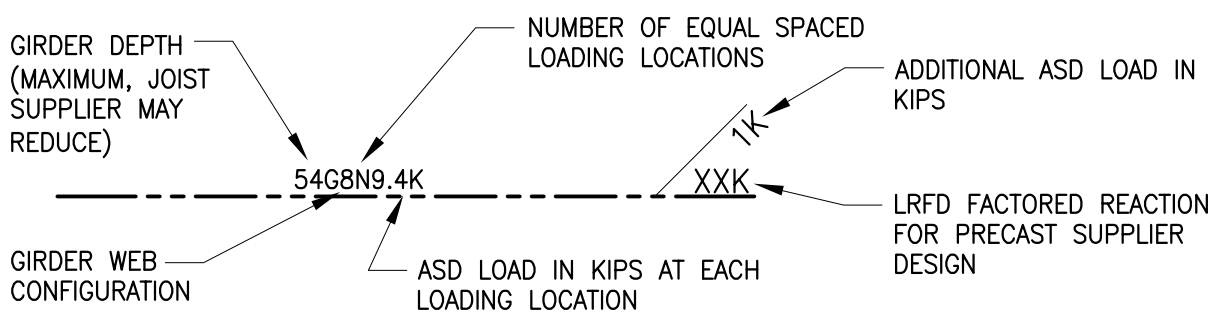 GIRDER DEPTH
(MAXIMUM, JOIST
SUPPLIER MAY
REDUCE)
NUMBER OF EQUAL SPACED
LOADING LOCATIONS
ADDITIONAL ASD LOAD IN
KIPS
1K
54G8N9.4K
XXK
LRFD FACTORED REACTION
FOR PRECAST SUPPLIER
DESIGN
GIRDER WEB
CONFIGURATION
ASD LOAD IN KIPS AT EACH
LOADING LOCATION